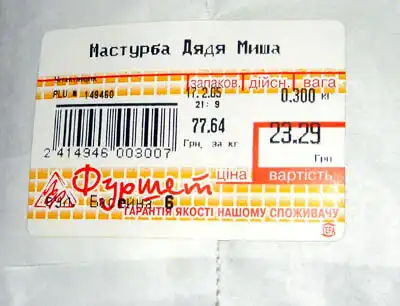 Мастурба Дядя Миша
запаков. дійсн. вага
PLU № 149460
17. 2.05 0.300 кг
21: 9
77.64 23.29
Грн. за кг Грн
2 414946 003007
ціна вартість
Фуршет
Бесейна 6
ГАРАНТІЯ ЯКОСТІ НАШОМУ СПОЖИВАЧУ